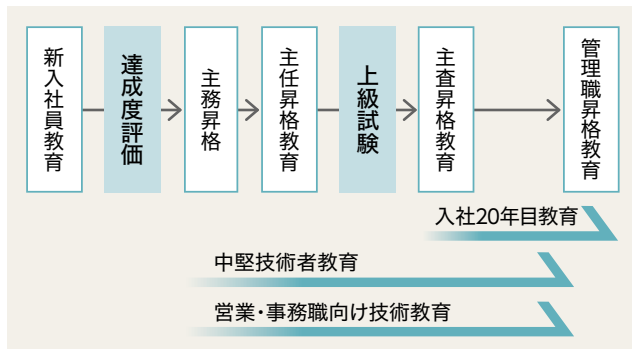 新入社員教育
達成度評価
主務昇格
主任昇格教育
上級試験
主査昇格教育
管理職昇格教育
入社20年目教育
中堅技術者教育
営業・事務職向け技術教育